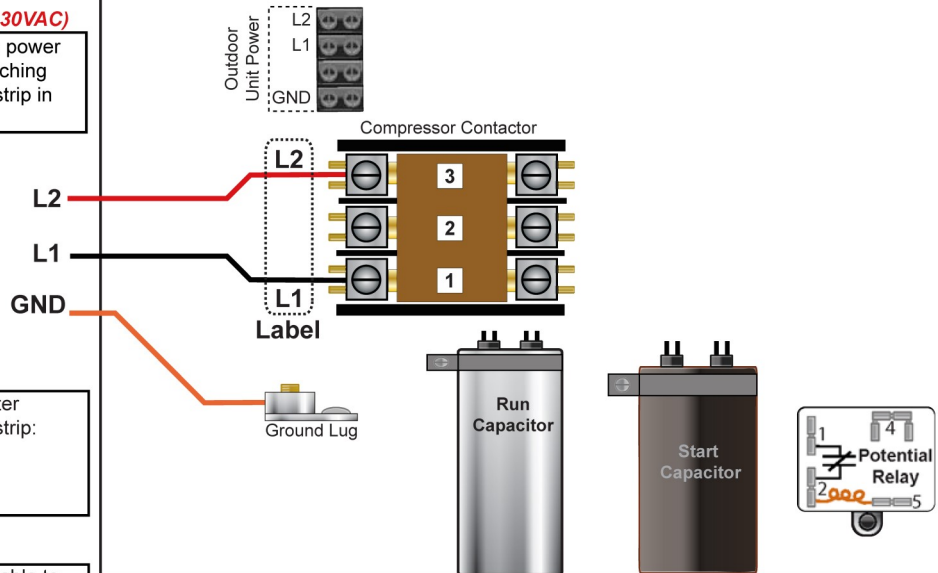 30VAC)
power
ching
strip in
Outdoor
Unit Power
L2
L1
GND
Compressor Contactor
L2
3
L2
2
L1
1
L1
Label
GND
Ground Lug
ter
strip:
Run
Capacitor
Start
Capacitor
1
4
Potential
Relay
2
5